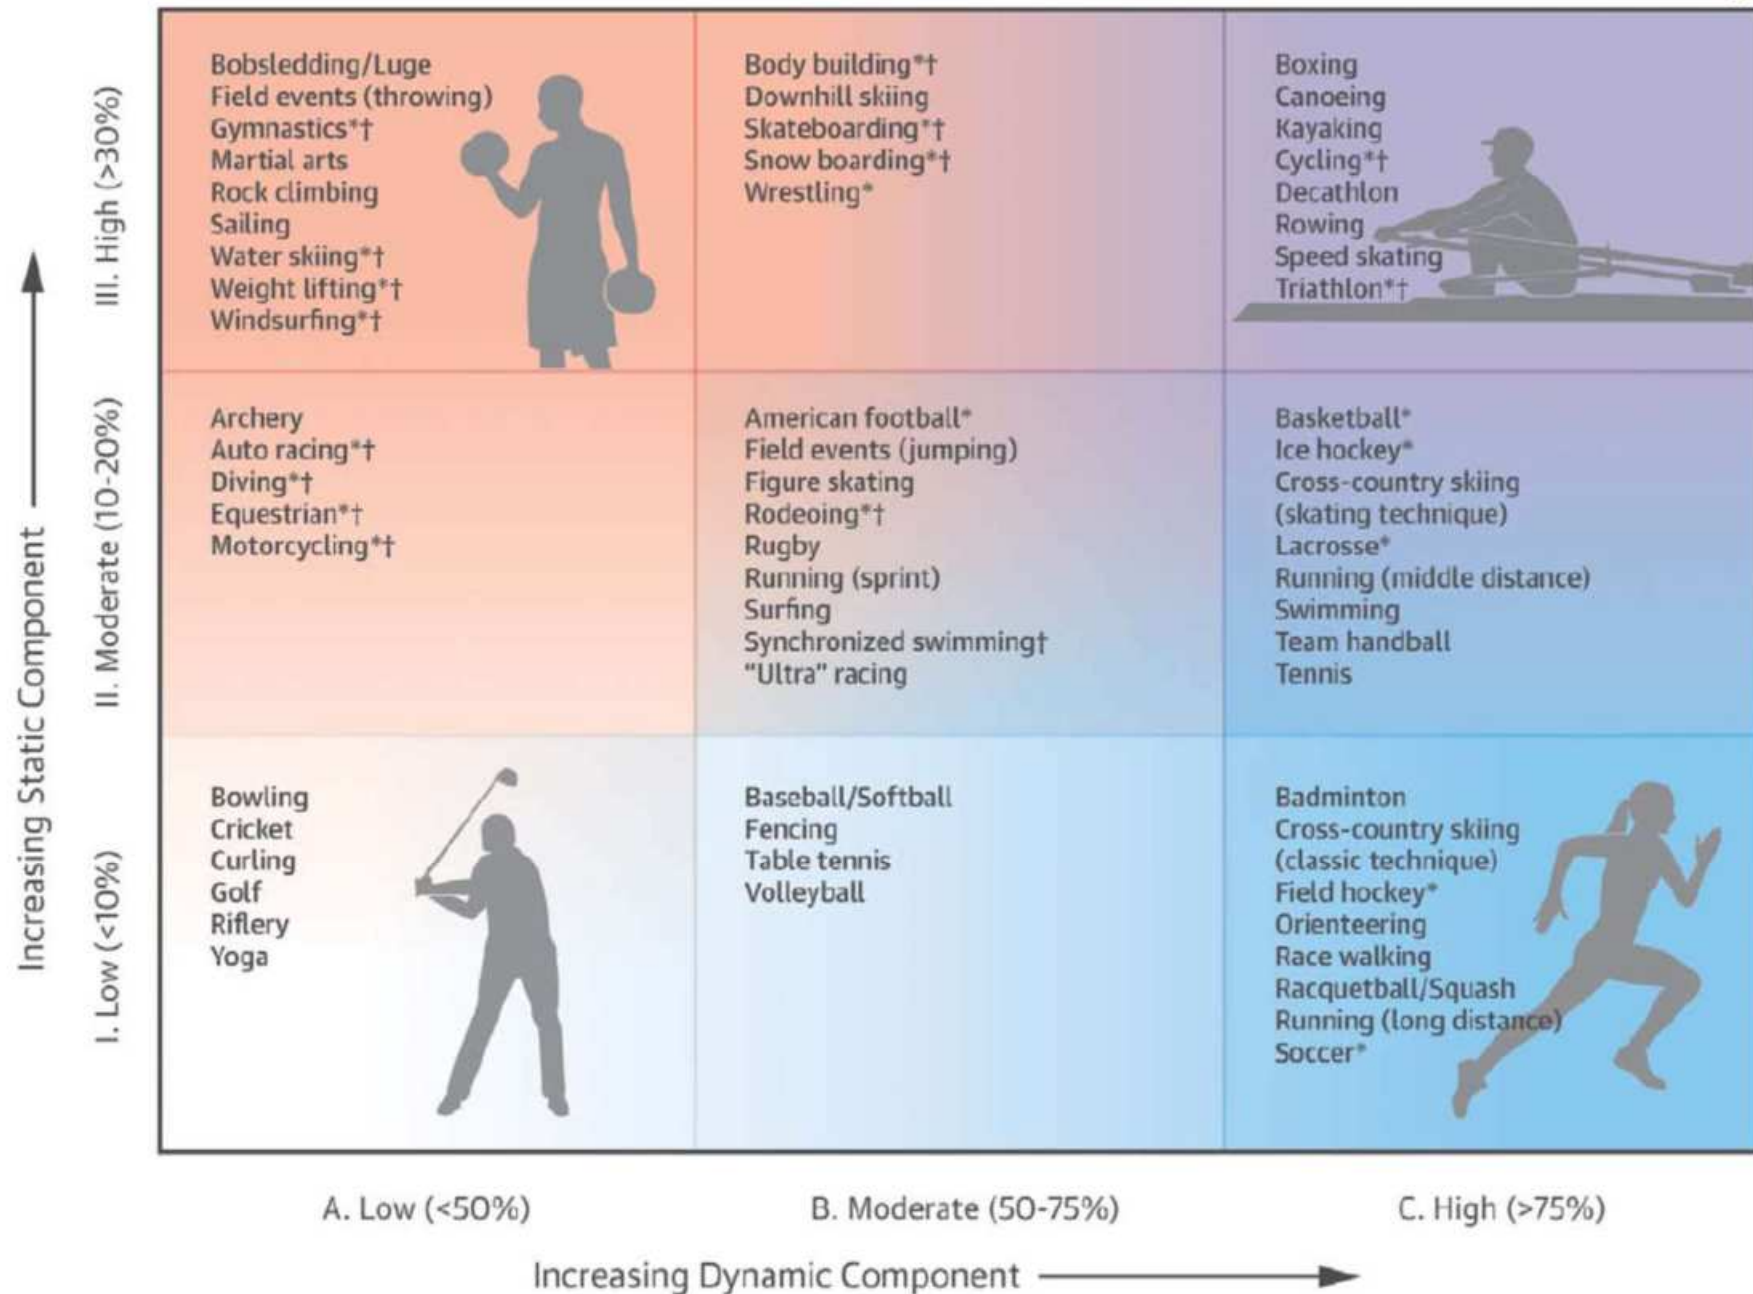 Increasing Static Component
III. High (>30%)
Bobsledding/Luge
Field events (throwing)
Gymnastics*†
Martial arts
Rock climbing
Sailing
Water skiing*†
Weight lifting*†
Windsurfing*†
Body building*†
Downhill skiing
Skateboarding*†
Snow boarding*†
Wrestling*
Boxing
Canoeing
Kayaking
Cycling*†
Decathlon
Rowing
Speed skating
Triathlon*†
II. Moderate (10-20%)
Archery
Auto racing*†
Diving*†
Equestrian*†
Motorcycling*†
American football*
Field events (jumping)
Figure skating
Rodeoing*†
Rugby
Running (sprint)
Surfing
Synchronized swimming†
"Ultra" racing
Basketball*
Ice hockey*
Cross-country skiing
(skating technique)
Lacrosse*
Running (middle distance)
Swimming
Team handball
Tennis
I. Low (<10%)
Bowling
Cricket
Curling
Golf
Riflery
Yoga
Baseball/Softball
Fencing
Table tennis
Volleyball
Badminton
Cross-country skiing
(classic technique)
Field hockey*
Orienteering
Race walking
Racquetball/Squash
Running (long distance)
Soccer*
A. Low (<50%)
B. Moderate (50-75%)
C. High (>75%)
Increasing Dynamic Component